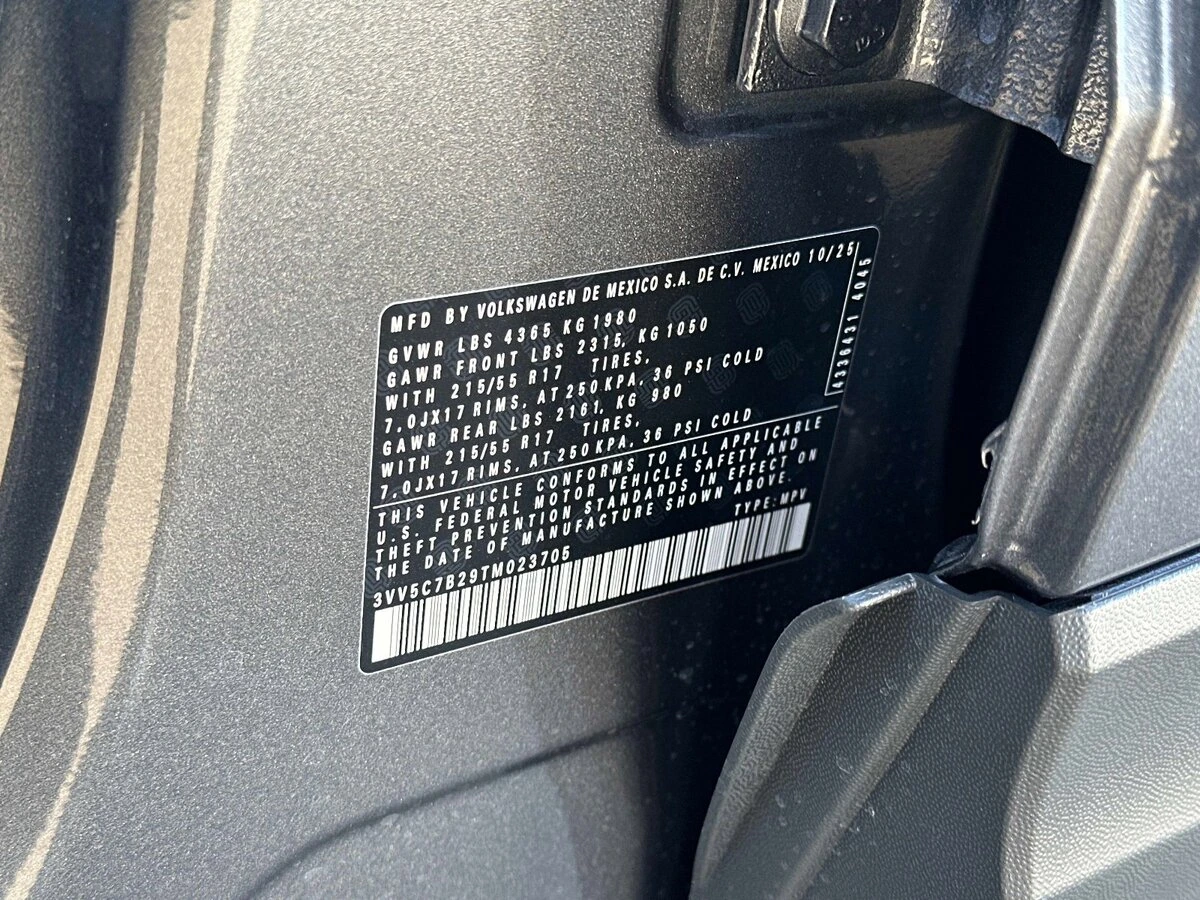 MFD BY VOLKSWAGEN DE MEXICO S.A. DE C.V. MEXICO 10/25
GVWR LBS 4365 KG 1980
GAWR FRONT LBS 2315, KG 1050
WITH 215/55 R17 TIRES,
7.0JX17 RIMS, AT 250 KPA, 36 PSI COLD
GAWR REAR LBS 2161, KG 980
WITH 215/55 R17 TIRES,
7.0JX17 RIMS, AT 250 KPA, 36 PSI COLD
4336431 4045
THIS VEHICLE CONFORMS TO ALL APPLICABLE
U.S. FEDERAL MOTOR VEHICLE SAFETY AND
THEFT PREVENTION STANDARDS IN EFFECT ON
THE DATE OF MANUFACTURE SHOWN ABOVE.
3VV5C7B29TM023705 TYPE: MPV